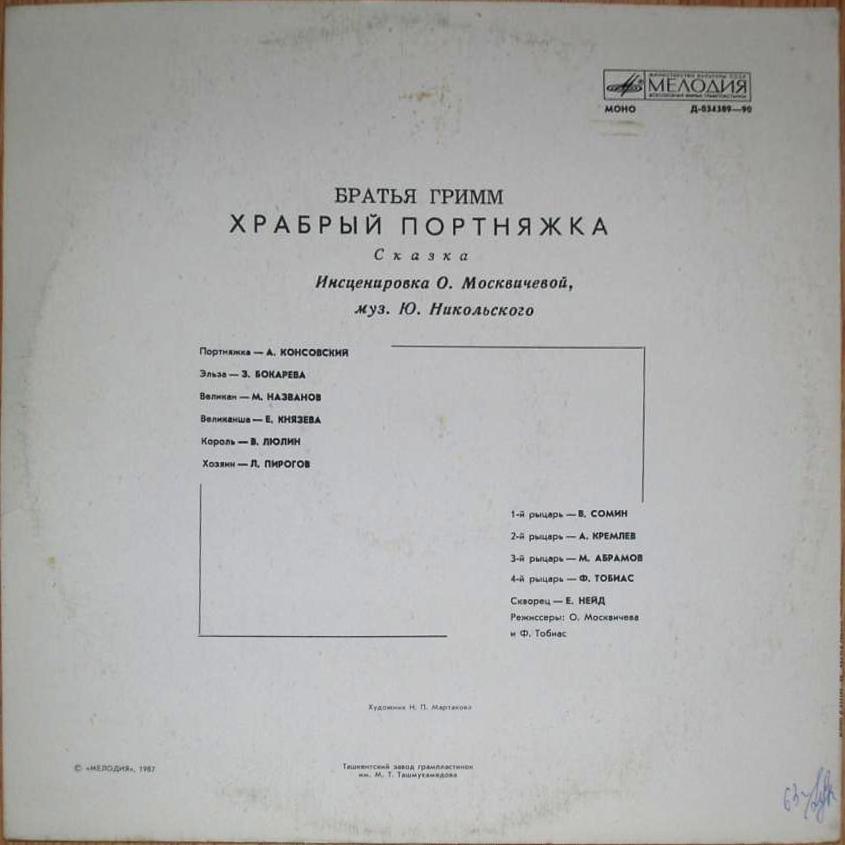 МИНИСТЕРСТВО КУЛЬТУРЫ СССР
МЕЛОДИЯ
ВСЕСОЮЗНАЯ ФИРМА ГРАМПЛАСТИНОК
МОНО Д-034389—90
БРАТЬЯ ГРИММ
ХРАБРЫЙ ПОРТНЯЖКА
Сказка
Инсценировка О. Москвичевой,
муз. Ю. Никольского
Портняжка — А. КОНСОВСКИЙ
Эльза — З. БОКАРЕВА
Великан — М. НАЗВАНОВ
Великанша — Е. КНЯЗЕВА
Король — В. ЛЮЛИН
Хозяин — Л. ПИРОГОВ
1-й рыцарь — В. СОМИН
2-й рыцарь — А. КРЕМЛЕВ
3-й рыцарь — М. АБРАМОВ
4-й рыцарь — Ф. ТОБИАС
Скворец — Е. НЕЙД
Режиссеры: О. Москвичева
и Ф. Тобиас
Художник Н. П. Мартакова
© «МЕЛОДИЯ», 1987
Ташкентский завод грампластинок
им. М. Т. Ташмухамедова